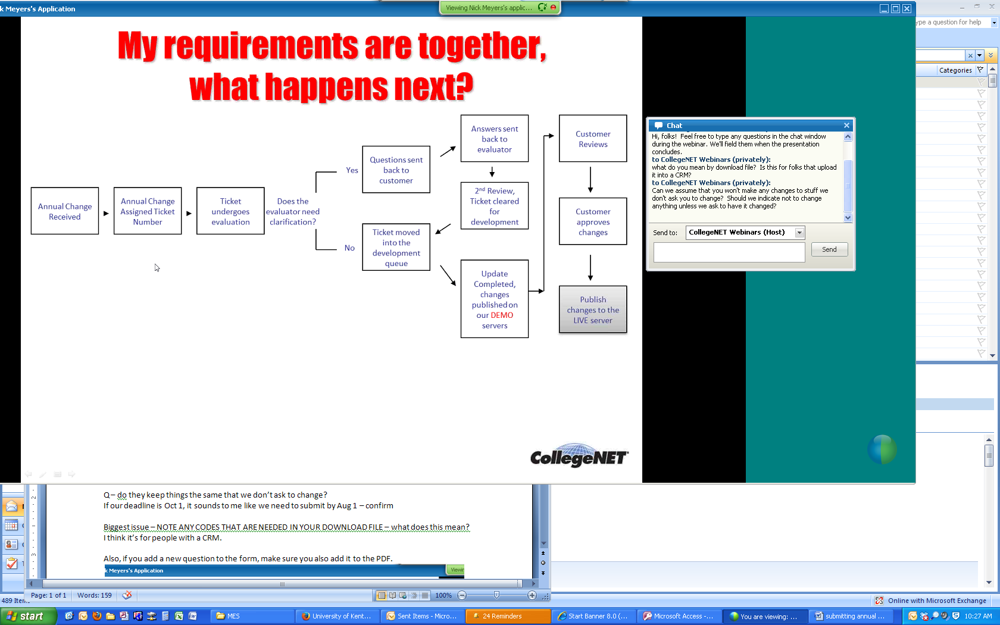 k Meyers's Application
Viewing Nick Meyers's applic...
ype a question for help
Categories
My requirements are together,
what happens next?
Annual Change
Received
Annual Change
Assigned Ticket
Number
Ticket
undergoes
evaluation
Does the
evaluator need
clarification?
Yes
No
Questions sent
back to
customer
Ticket moved
into the
development
queue
Answers sent
back to
evaluator
2nd Review,
Ticket cleared
for
development
Update
Completed,
changes
published on
our DEMO
servers
Customer
Reviews
Customer
approves
changes
Publish
changes to the
LIVE server
CollegeNET
Chat
Hi, folks!  Feel free to type any questions in the chat window
during the webinar. We'll field them when the presentation
concludes.
to CollegeNET Webinars (privately):
what do you mean by download file?  Is this for folks that upload
it into a CRM?
to CollegeNET Webinars (privately):
Can we assume that you won't make any changes to stuff we
don't ask you to change?  Should we indicate not to change
anything unless we ask to have it changed?
Send to:
CollegeNET Webinars (Host)
Send
Q – do they keep things the same that we don't ask to change?
If our deadline is Oct 1, it sounds to me like we need to submit by Aug 1 – confirm
Biggest issue – NOTE ANY CODES THAT ARE NEEDED IN YOUR DOWNLOAD FILE – what does this mean?
I think it's for people with a CRM.
Also, if you add a new question to the form, make sure you also add it to the PDF.
k Meyers's Application
Viewin
2
3
Page: 1 of 1
Words: 159
100%
489 Item
Online with Microsoft Exchange
start
MES
University of Kent...
Sent Items - Micro...
24 Reminders
Start Banner 8.0 (...
Microsoft Access -...
You are viewing: ...
submitting annual ...
10:27 AM